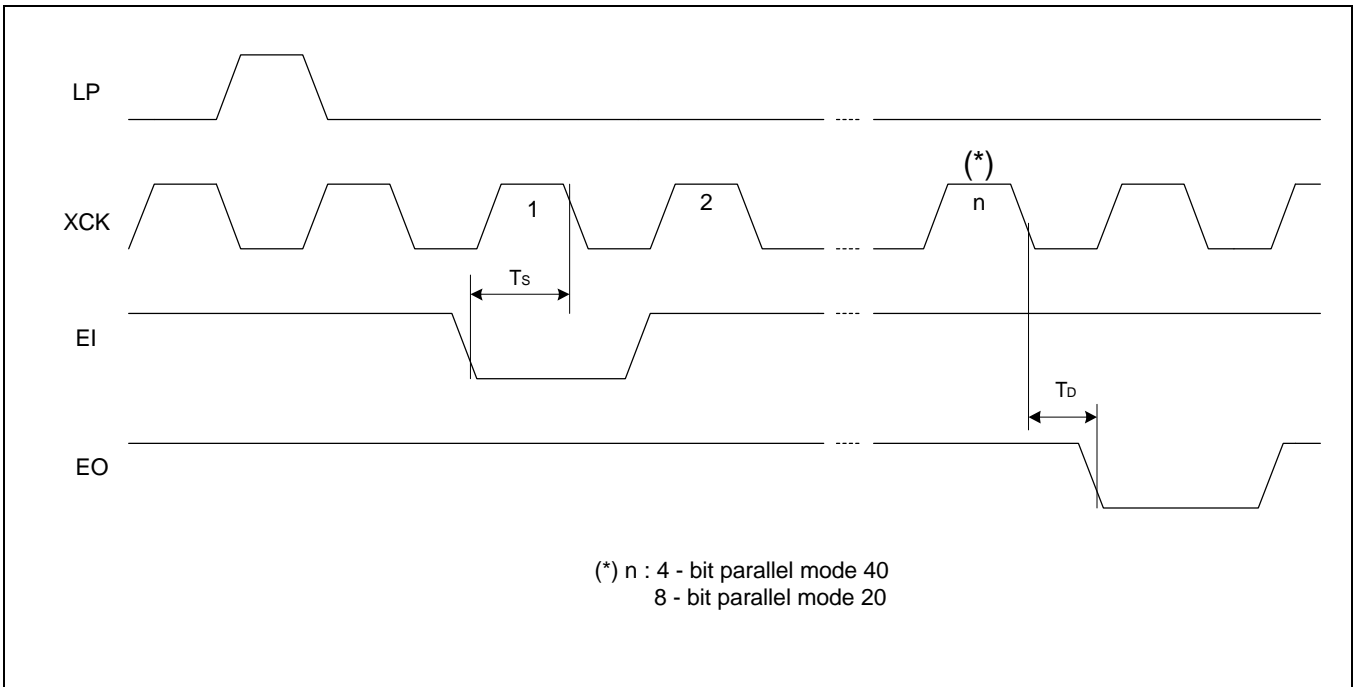 LP
XCK
1
2
(*)
n
Ts
EI
TD
EO
(*) n : 4 - bit parallel mode 40
8 - bit parallel mode 20